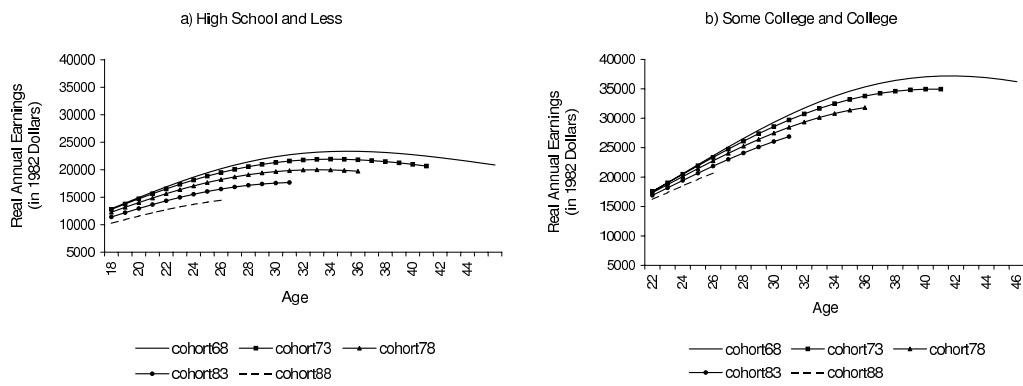 a) High School and Less
40000
35000
30000
25000
20000
15000
10000
5000
Real Annual Earnings
(in 1982 Dollars)
18 20 22 24 26 28 30 32 34 36 38 40 42 44
Age
cohort68 cohort73 cohort78
cohort83 cohort88
b) Some College and College
40000
35000
30000
25000
20000
15000
10000
5000
Real Annual Earnings
(in 1982 Dollars)
22 24 26 28 30 32 34 36 38 40 42 44 46
Age
cohort68 cohort73 cohort78
cohort83 cohort88